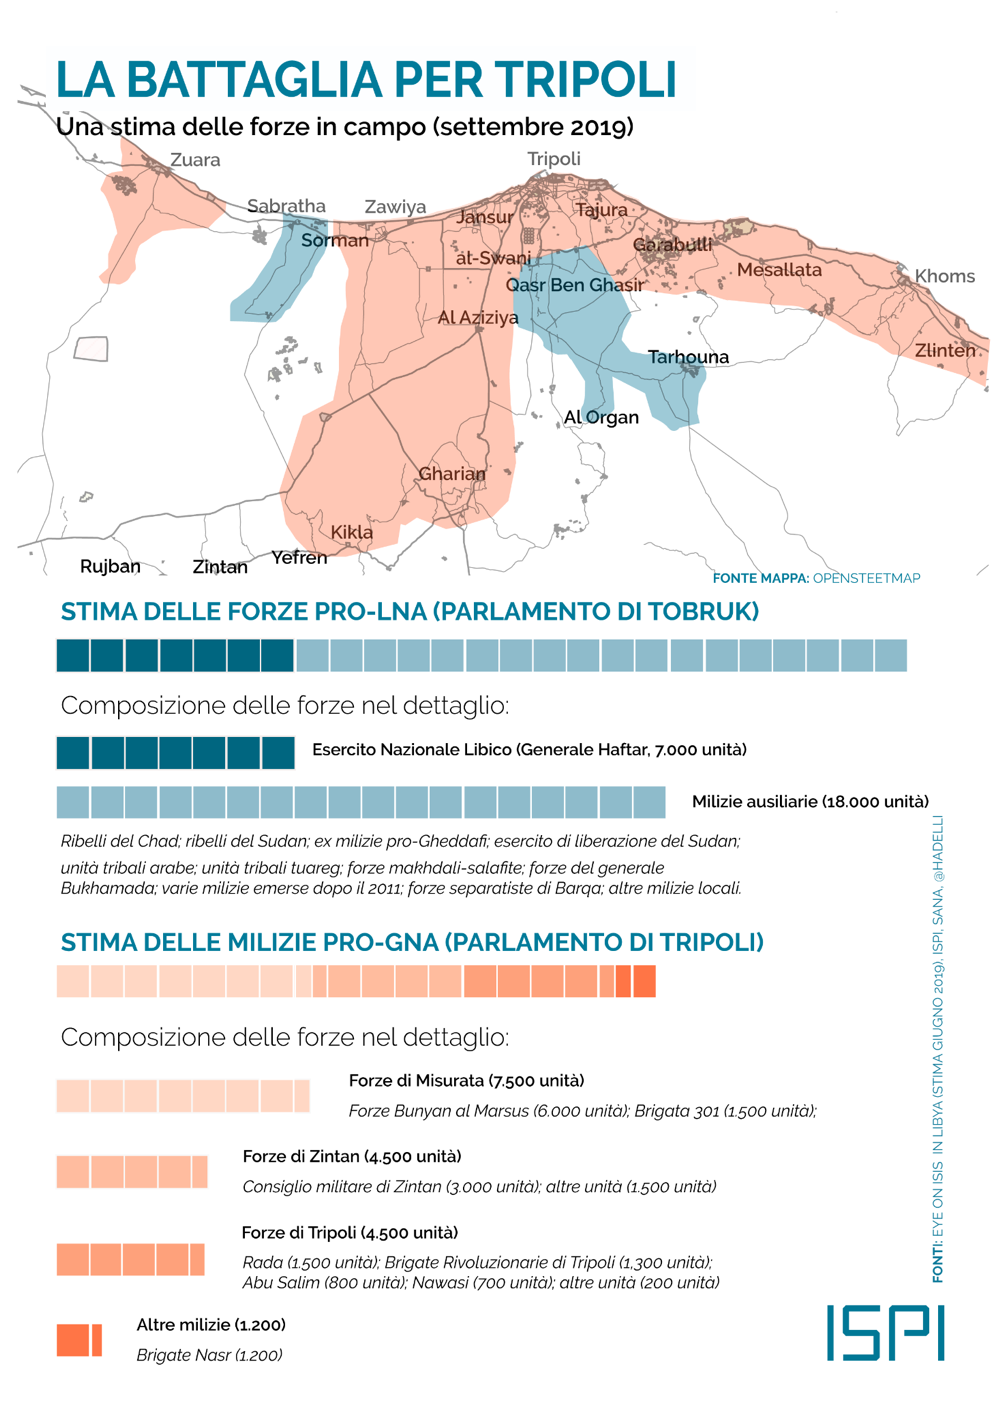 LA BATTAGLIA PER TRIPOLI
Una stima delle forze in campo (settembre 2019)
Zuara
Tripoli
Sabratha
Zawiya
Jansur
Tajura
Sorman
Garabulli
at-Swani
Mesallata
Khoms
Qasr Ben Ghasir
Al Aziziya
Zlinten
Tarhouna
Al Organ
Gharian
Kikla
Yefren
Rujban
Zintan
FONTE MAPPA: OPENSTEETMAP
STIMA DELLE FORZE PRO-LNA (PARLAMENTO DI TOBRUK)
Composizione delle forze nel dettaglio:
Esercito Nazionale Libico (Generale Haftar, 7.000 unità)
Milizie ausiliarie (18.000 unità)
Ribelli del Chad; ribelli del Sudan; ex milizie pro-Gheddafi; esercito di liberazione del Sudan;
unità tribali arabe; unità tribali tuareg; forze makhdali-salafite; forze del generale
Bukhamada; varie milizie emerse dopo il 2011; forze separatiste di Barqa; altre milizie locali.
STIMA DELLE MILIZIE PRO-GNA (PARLAMENTO DI TRIPOLI)
Composizione delle forze nel dettaglio:
Forze di Misurata (7.500 unità)
Forze Bunyan al Marsus (6.000 unità); Brigata 301 (1.500 unità);
Forze di Zintan (4.500 unità)
Consiglio militare di Zintan (3.000 unità); altre unità (1.500 unità)
Forze di Tripoli (4.500 unità)
Rada (1.500 unità); Brigate Rivoluzionarie di Tripoli (1,300 unità);
Abu Salim (800 unità); Nawasi (700 unità); altre unità (200 unità)
Altre milizie (1.200)
Brigate Nasr (1.200)
FONTI: EYE ON ISIS IN LIBYA (STIMA GIUGNO 2019), ISPI, SANA, @HADELLI
ISPI